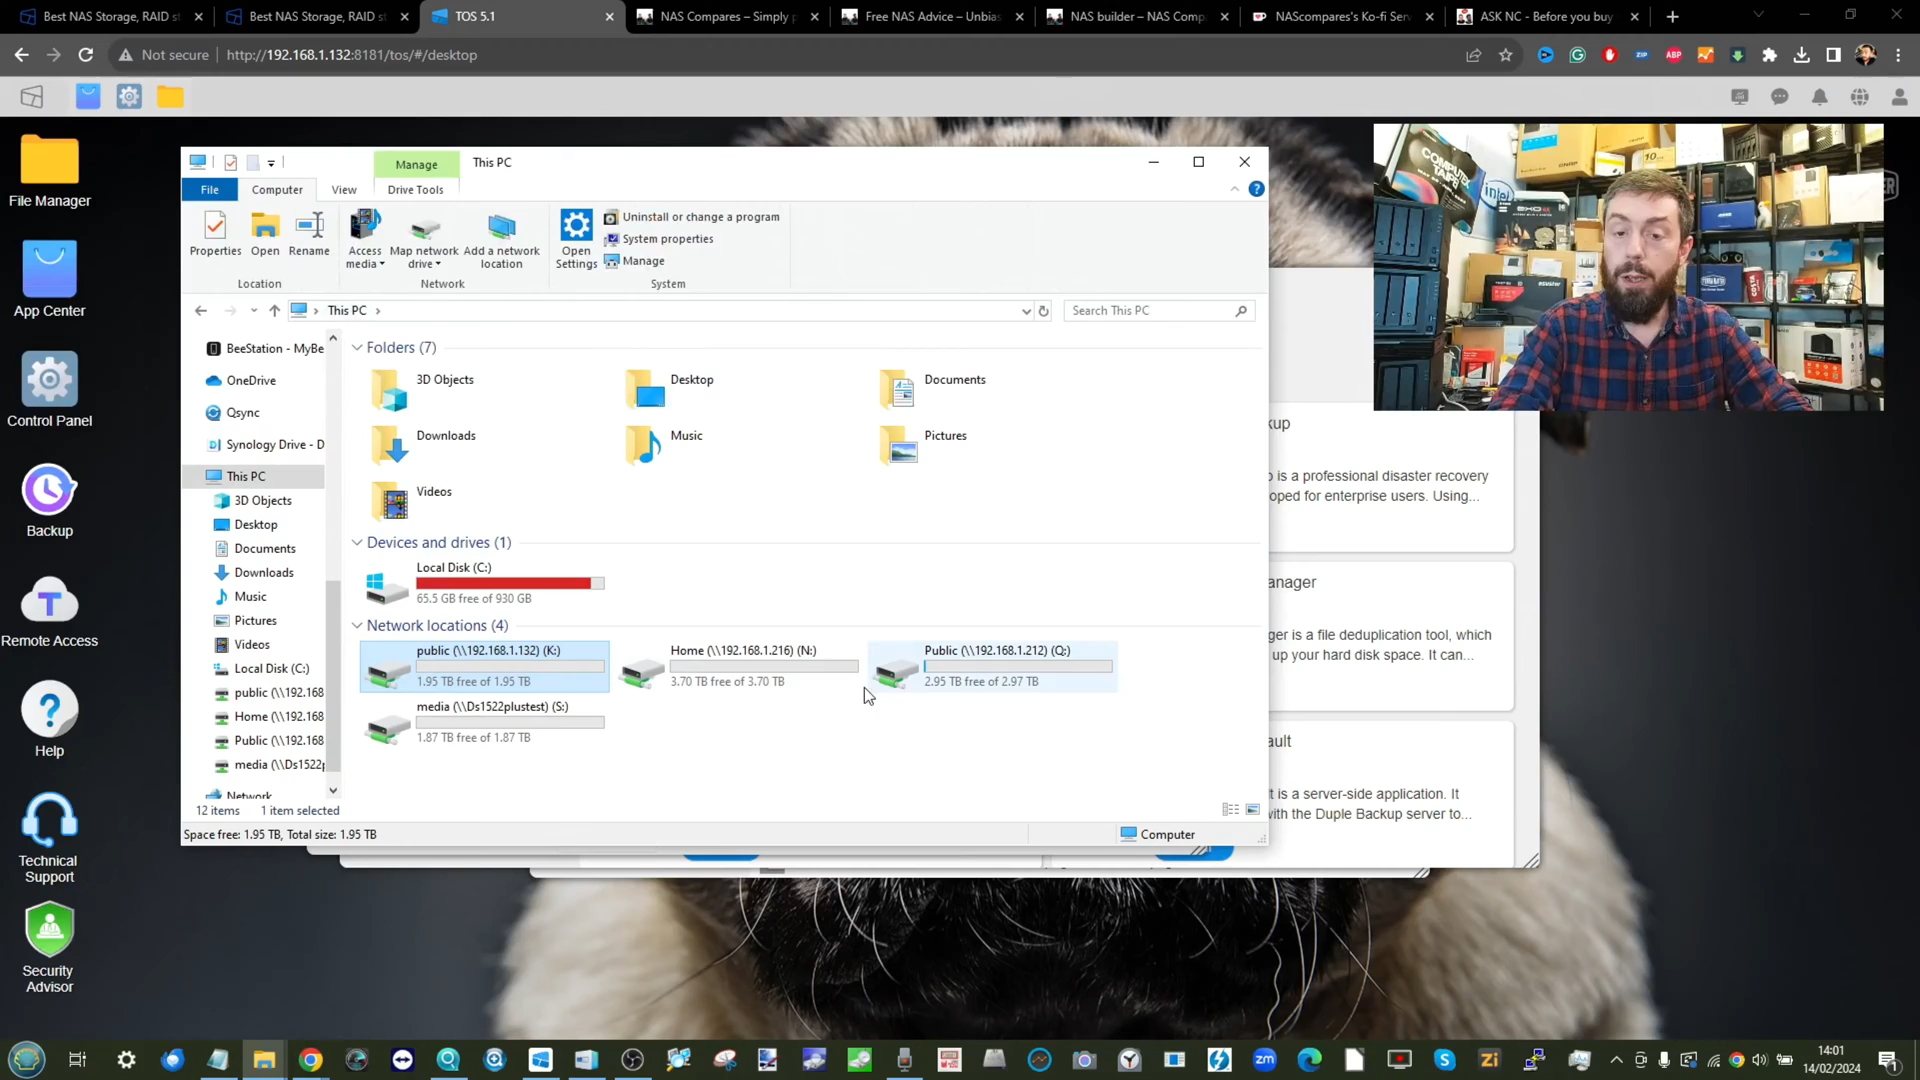 Best NAS Storage, RAID st
Best NAS Storage, RAID st
TOS 5.1
NAS Compares – Simply p
Free NAS Advice – Unbias
NAS builder – NAS Comp
NAScompares's Ko-fi Serv
ASK NC - Before you buy
Not secure
http://192.168.1.132:8181/tos/#/desktop
File Manager
App Center
Control Panel
Backup
Remote Access
Help
Technical
Support
Security
Advisor
Manage
This PC
File
Computer
View
Drive Tools
Properties
Open
Rename
Access
media
Map network
drive
Add a network
location
Open
Settings
Uninstall or change a program
System properties
Manage
Location
Network
System
This PC
Search This PC
BeeStation - MyBe
OneDrive
Qsync
Synology Drive - D
This PC
3D Objects
Desktop
Documents
Downloads
Music
Pictures
Videos
Local Disk (C:)
public (\\192.168
Home (\\192.168
Public (\\192.168
media (\\Ds1522p
Network
Folders (7)
3D Objects
Desktop
Documents
Downloads
Music
Pictures
Videos
Devices and drives (1)
Local Disk (C:)
65.5 GB free of 930 GB
Network locations (4)
public (\\192.168.1.132) (K:)
1.95 TB free of 1.95 TB
Home (\\192.168.1.216) (N:)
3.70 TB free of 3.70 TB
Public (\\192.168.1.212) (Q:)
2.95 TB free of 2.97 TB
media (\\Ds1522plustest) (S:)
1.87 TB free of 1.87 TB
12 items
1 item selected
Space free: 1.95 TB, Total size: 1.95 TB
Computer
COMPUTEX
TAIPEI
intel
kup
o is a professional disaster recovery
oped for enterprise users. Using...
anager
ger is a file deduplication tool, which
up your hard disk space. It can...
ault
lt is a server-side application. It
with the Duple Backup server to...
14:01
14/02/2024